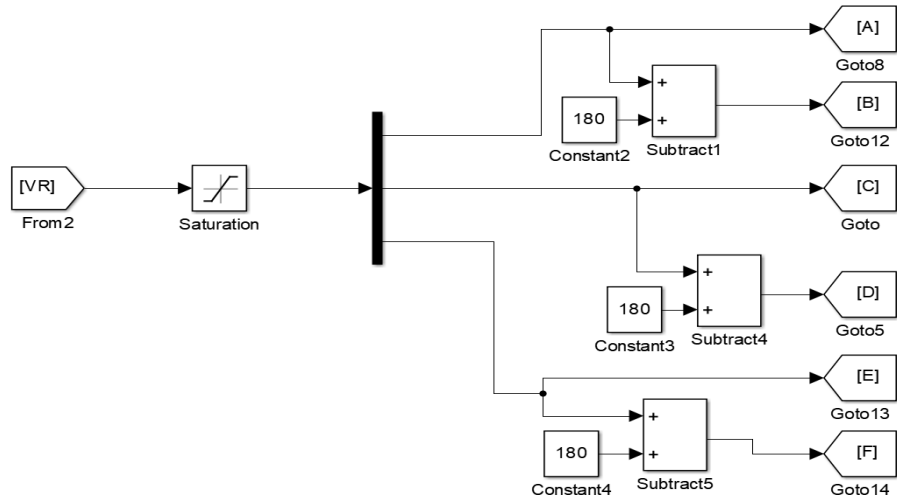 [A]
Goto8
+
180
+
Constant2
Subtract1
[B]
Goto12
[VR]
From2
Saturation
[C]
Goto
+
180
+
Constant3
Subtract4
[D]
Goto5
[E]
Goto13
+
180
+
Constant4
Subtract5
[F]
Goto14